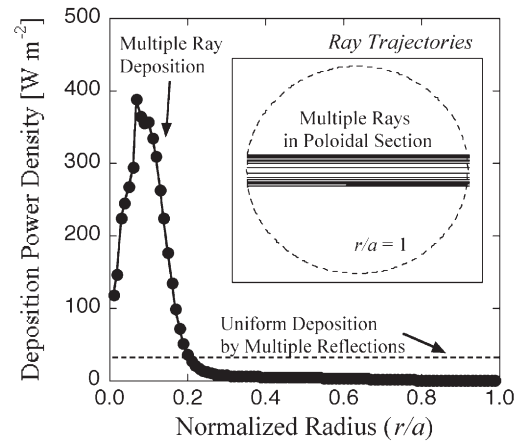 Deposition Power Density [W m-2]
500
400
300
200
100
0
Multiple Ray
Deposition
Ray Trajectories
Multiple Rays
in Poloidal Section
r/a = 1
Uniform Deposition
by Multiple Reflections
0.0 0.2 0.4 0.6 0.8 1.0
Normalized Radius (r/a)